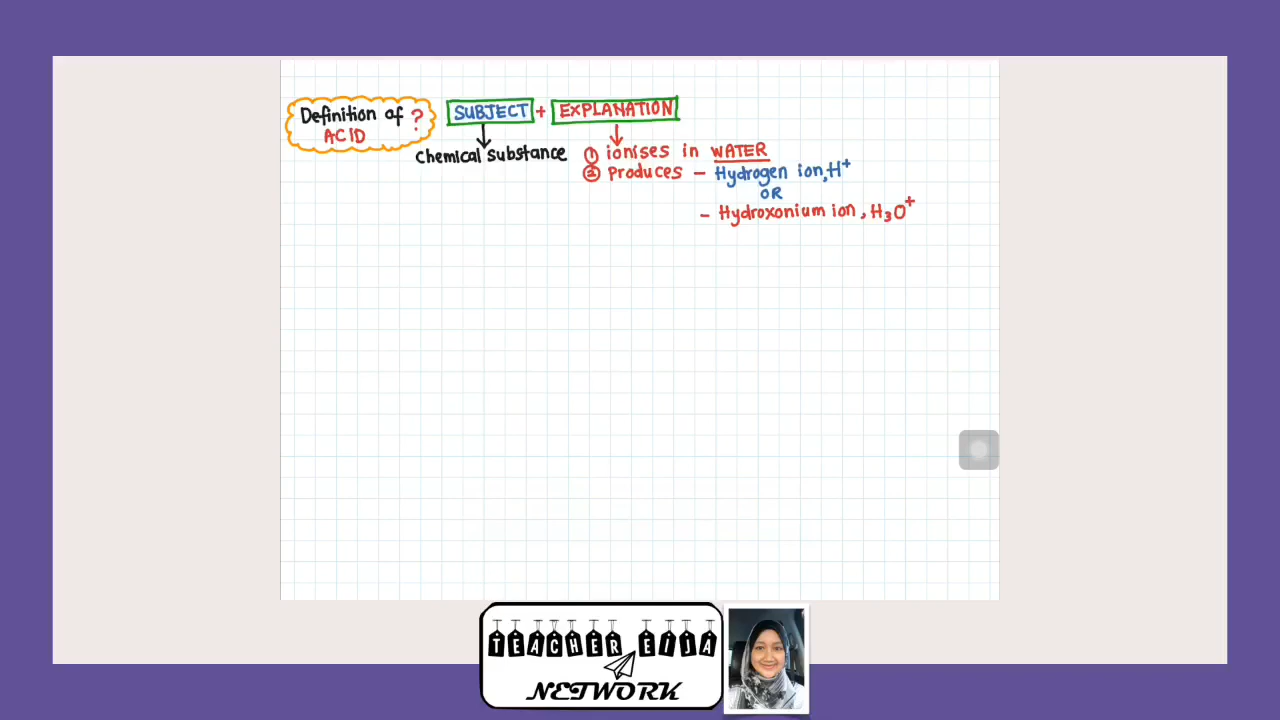 Definition of ?
ACID
SUBJECT + EXPLANATION
Chemical Substance
① ionises in WATER
② Produces - Hydrogen ion, H⁺
OR
- Hydroxonium ion, H₃O⁺
TEACHER EIJA
NETWORK